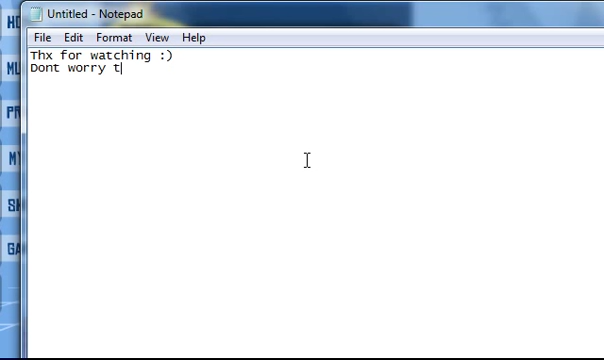 Untitled - Notepad
File Edit Format View Help
Thx for watching :)
Dont worry t